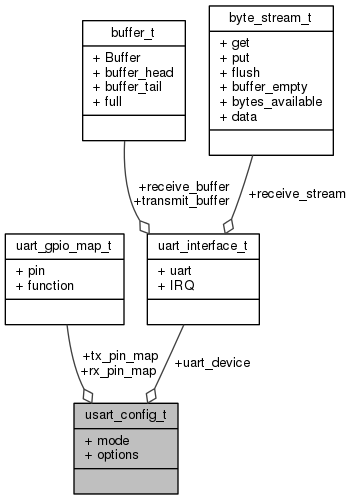 buffer_t
+ Buffer
+ buffer_head
+ buffer_tail
+ full
byte_stream_t
+ get
+ put
+ flush
+ buffer_empty
+ bytes_available
+ data
+receive_buffer
+transmit_buffer
+receive_stream
uart_gpio_map_t
+ pin
+ function
uart_interface_t
+ uart
+ IRQ
+tx_pin_map
+rx_pin_map
+uart_device
usart_config_t
+ mode
+ options